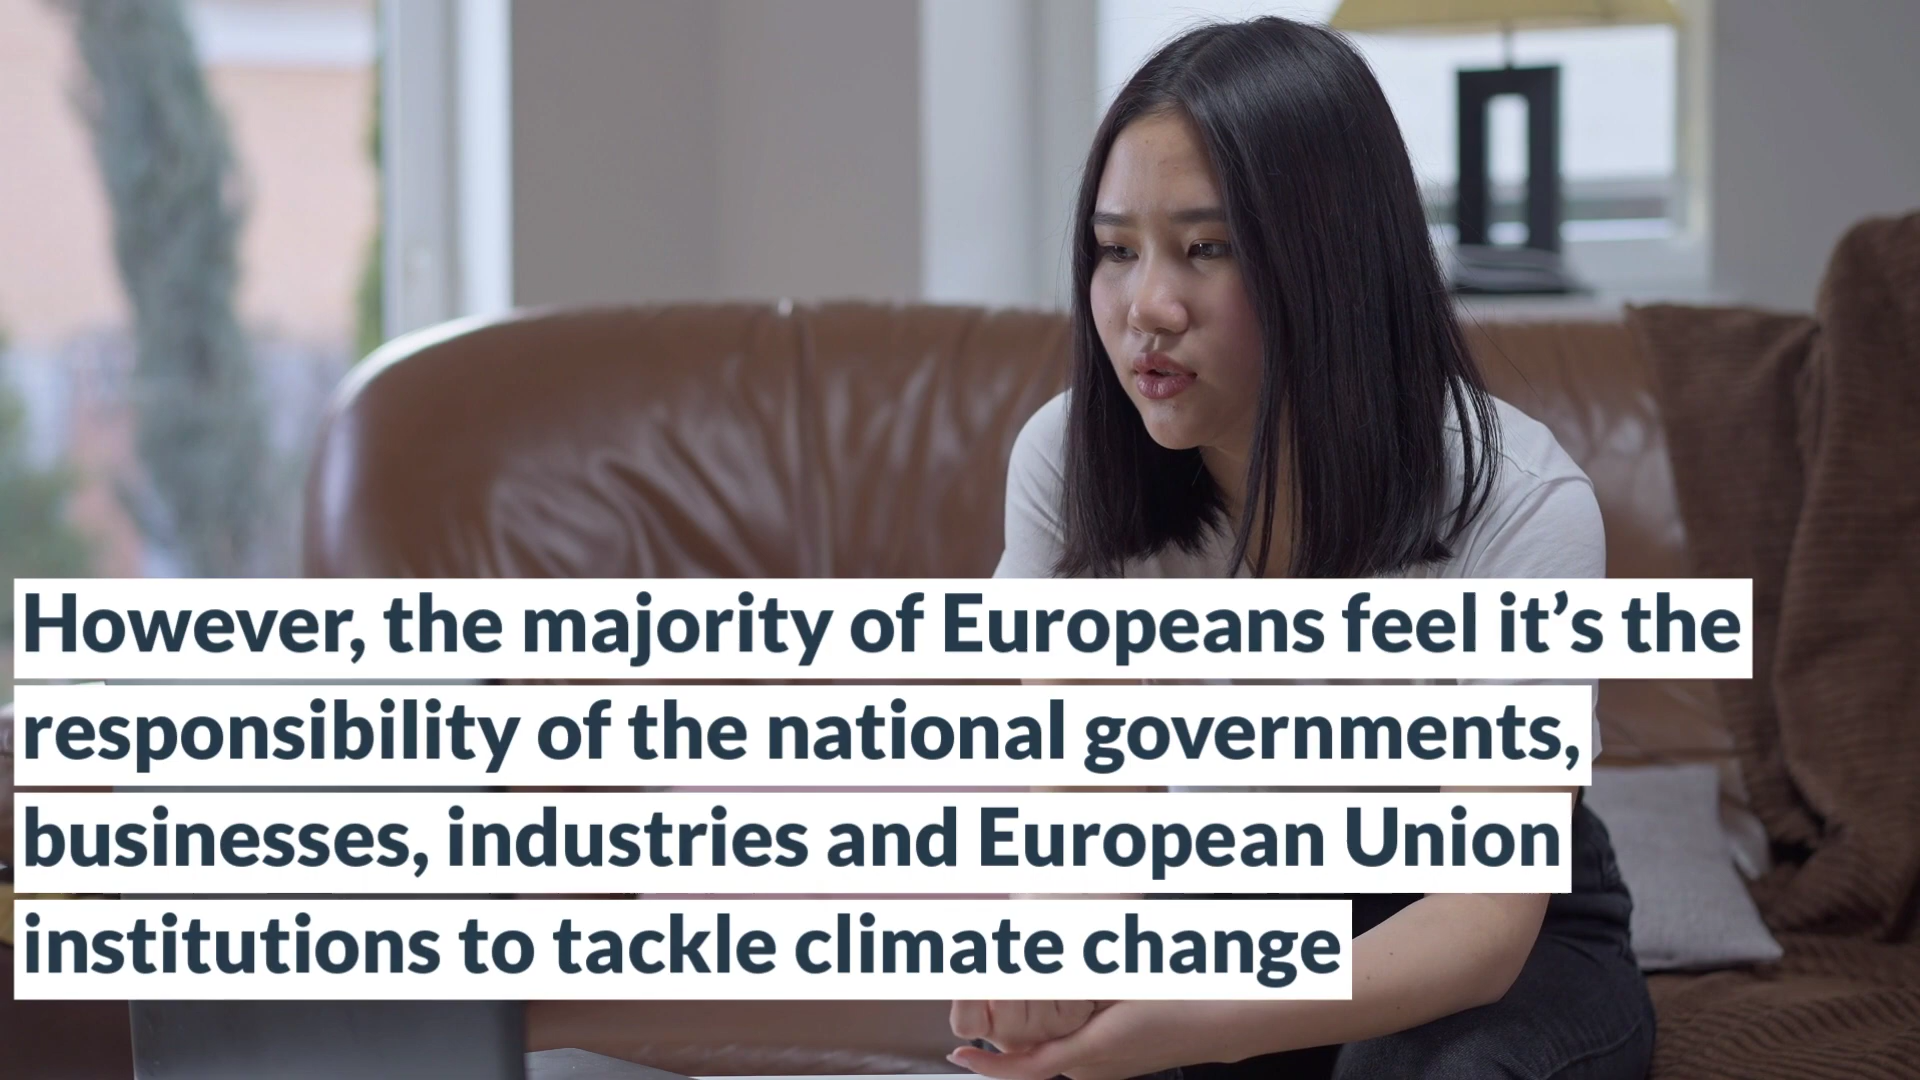 However, the majority of Europeans feel it’s the
responsibility of the national governments,
businesses, industries and European Union
institutions to tackle climate change